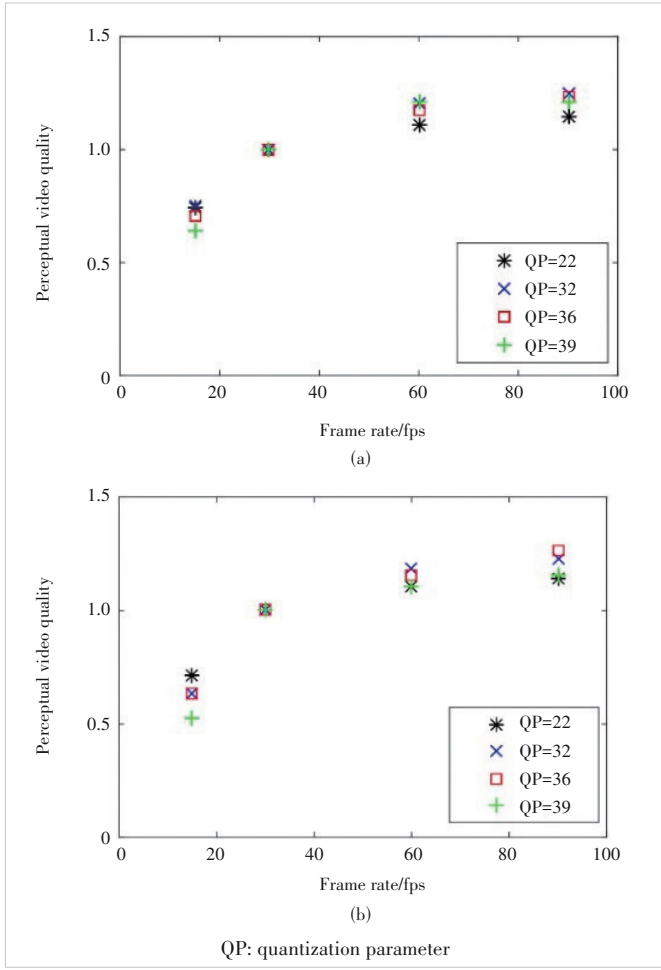 1.5
1.0
0.5
0
Perceptual video quality
QP=22
QP=32
QP=36
QP=39
0 20 40 60 80 100
Frame rate/fps
(a)
1.5
1.0
0.5
0
Perceptual video quality
QP=22
QP=32
QP=36
QP=39
0 20 40 60 80 100
Frame rate/fps
(b)
QP: quantization parameter